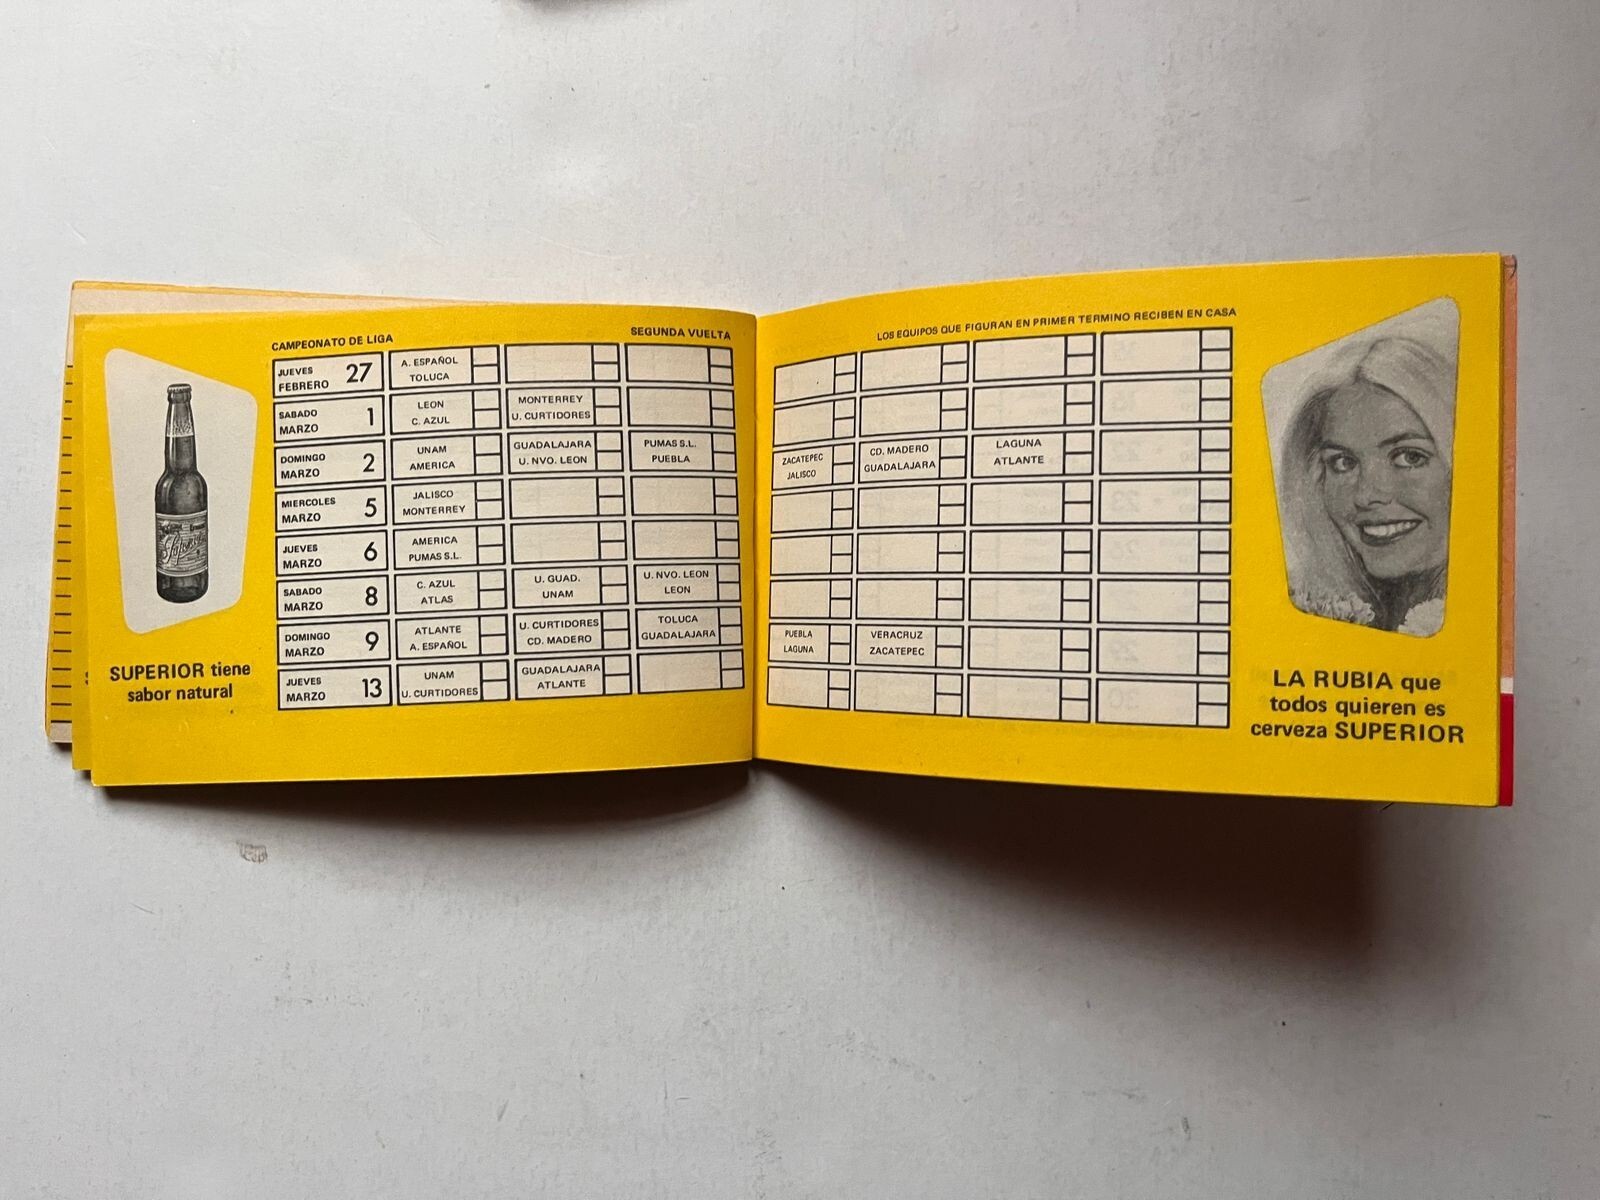 CAMPEONATO DE LIGA
SEGUNDA VUELTA
JUEVES
FEBRERO 27
A. ESPAÑOL
TOLUCA
SABADO
MARZO 1
LEON
C. AZUL
MONTERREY
U. CURTIDORES
DOMINGO
MARZO 2
UNAM
AMERICA
GUADALAJARA
U. NVO. LEON
PUMAS S.L.
PUEBLA
MIERCOLES
MARZO 5
JALISCO
MONTERREY
JUEVES
MARZO 6
AMERICA
PUMAS S.L.
SABADO
MARZO 8
C. AZUL
ATLAS
U. GUAD.
UNAM
U. NVO. LEON
LEON
DOMINGO
MARZO 9
ATLANTE
A. ESPAÑOL
U. CURTIDORES
CD. MADERO
TOLUCA
GUADALAJARA
JUEVES
MARZO 13
UNAM
U. CURTIDORES
GUADALAJARA
ATLANTE
Superior
SUPERIOR tiene
sabor natural
LOS EQUIPOS QUE FIGURAN EN PRIMER TERMINO RECIBEN EN CASA
ZACATEPEC
JALISCO
CD. MADERO
GUADALAJARA
LAGUNA
ATLANTE
PUEBLA
LAGUNA
VERACRUZ
ZACATEPEC
LA RUBIA que
todos quieren es
cerveza SUPERIOR